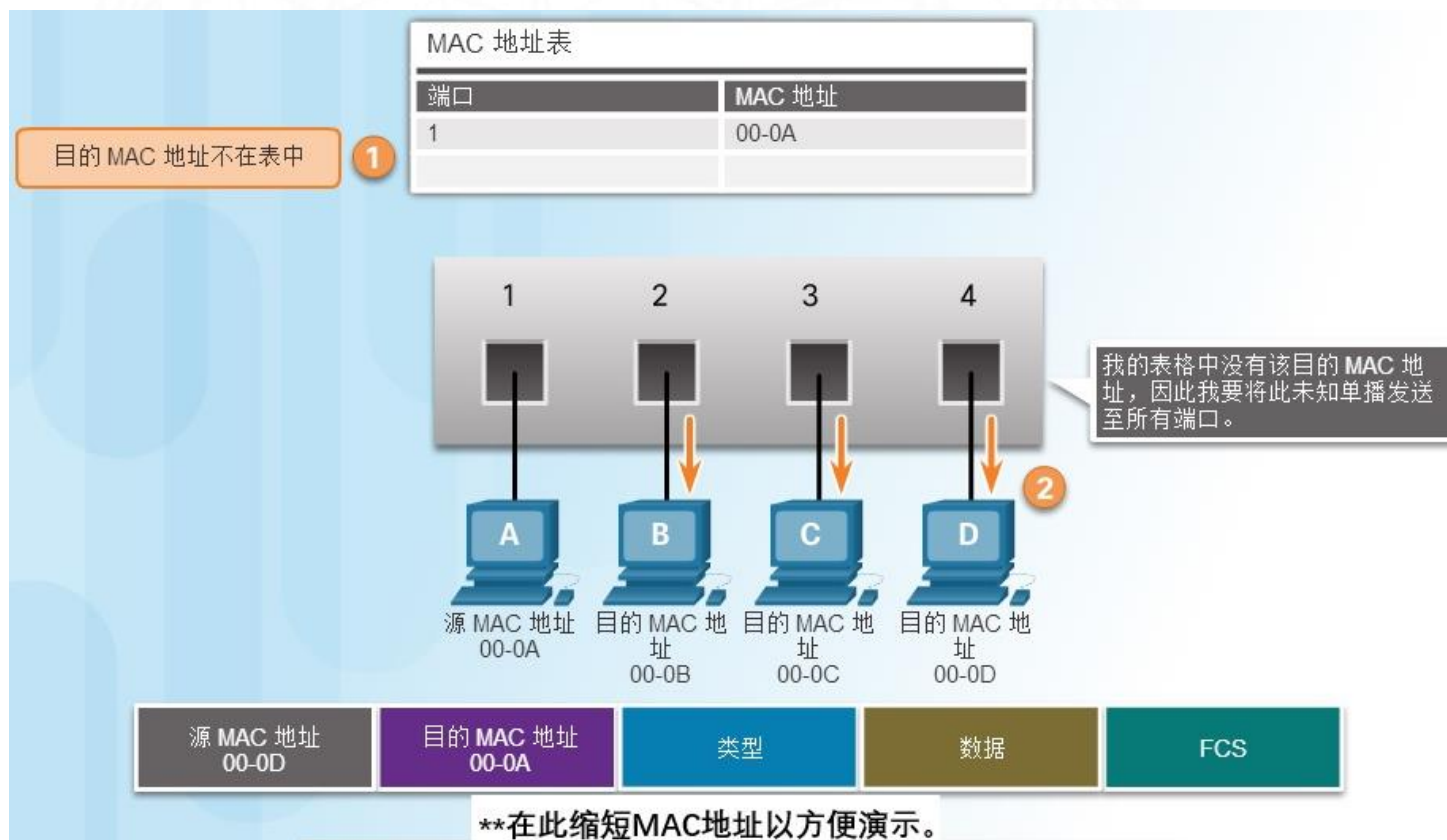 MAC 地址表
端口 MAC 地址
1 00-0A
目的 MAC 地址不在表中 1
1 2 3 4
我的表格中没有该目的 MAC 地
址，因此我要将此未知单播发送
至所有端口。
2
A B C D
源 MAC 地址
00-0A
目的 MAC 地
址
00-0B
目的 MAC 地
址
00-0C
目的 MAC 地
址
00-0D
源 MAC 地址
00-0D
目的 MAC 地址
00-0A
类型
数据
FCS
**在此缩短MAC地址以方便演示。